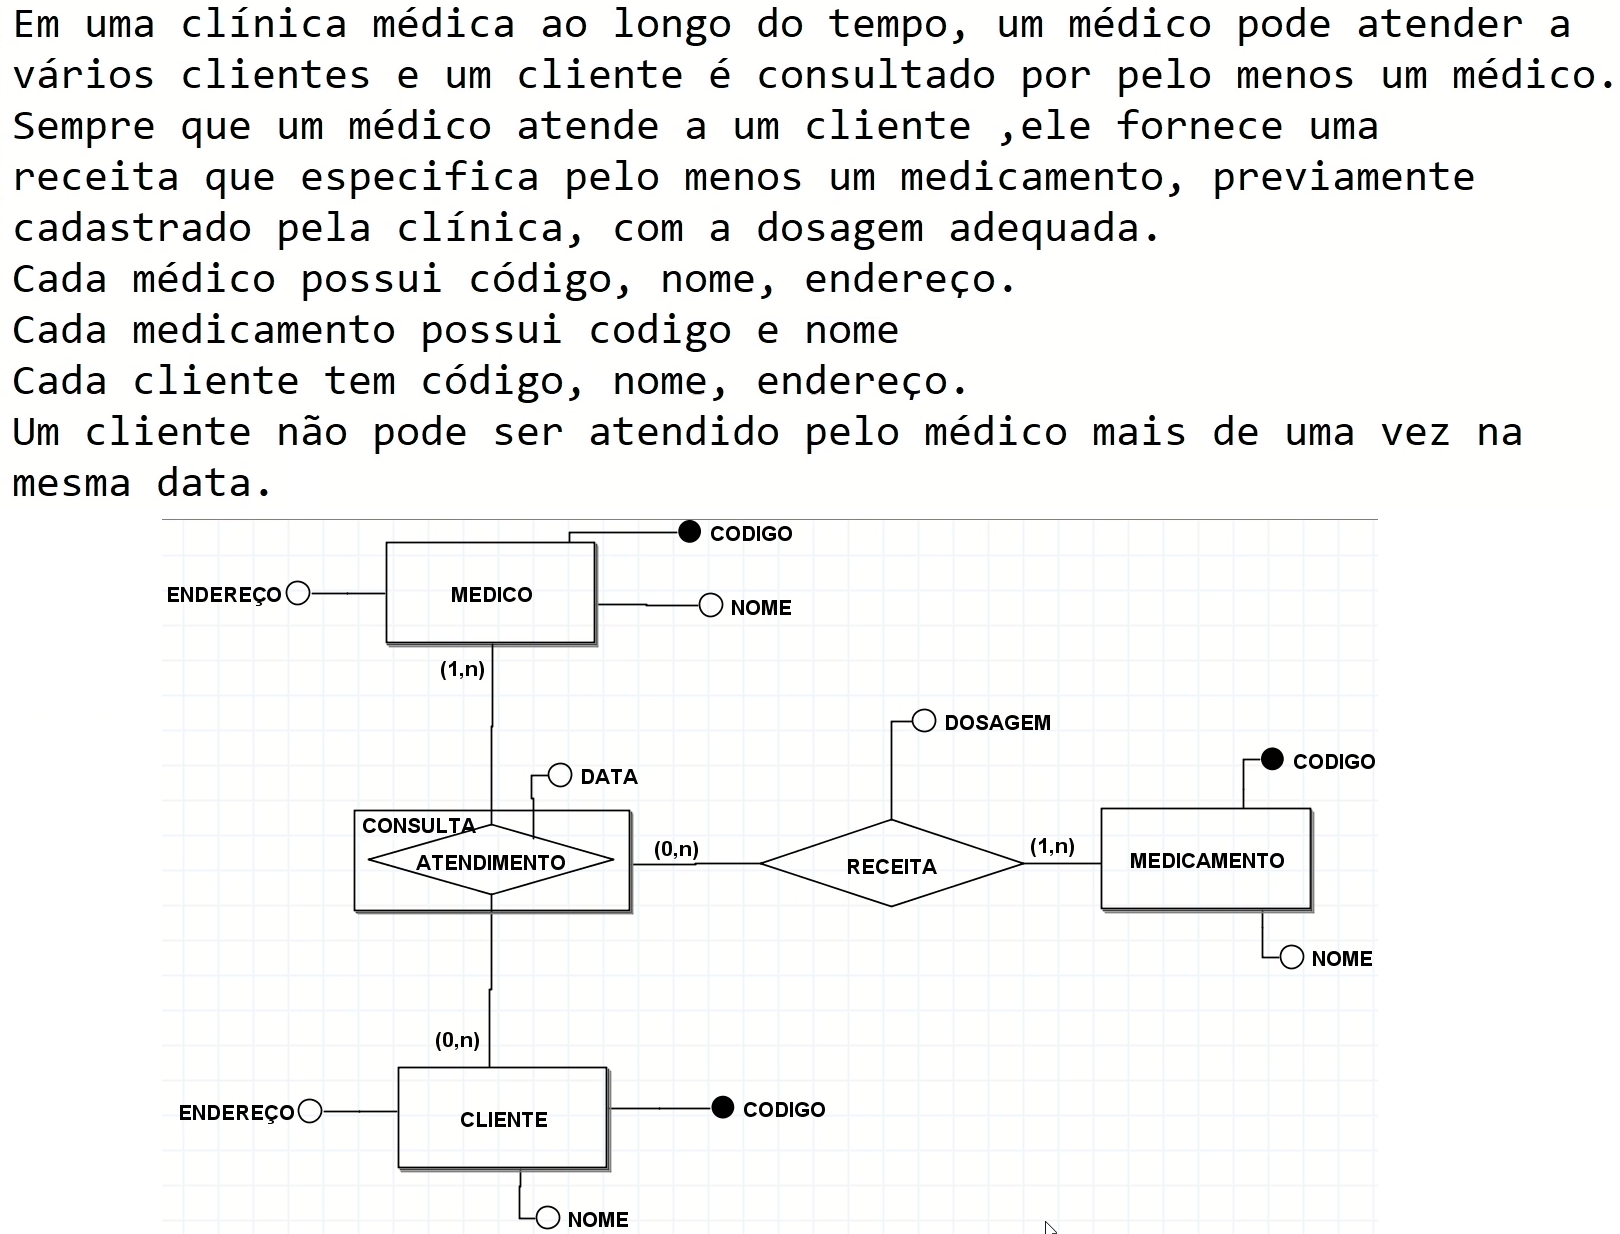 Em uma clínica médica ao longo do tempo, um médico pode atender a
vários clientes e um cliente é consultado por pelo menos um médico.
Sempre que um médico atende a um cliente ,ele fornece uma
receita que especifica pelo menos um medicamento, previamente
cadastrado pela clínica, com a dosagem adequada.
Cada médico possui código, nome, endereço.
Cada medicamento possui codigo e nome
Cada cliente tem código, nome, endereço.
Um cliente não pode ser atendido pelo médico mais de uma vez na
mesma data.
CODIGO
ENDEREÇO
MEDICO
NOME
(1,n)
DOSAGEM
CODIGO
DATA
CONSULTA
ATENDIMENTO
(0,n)
RECEITA
(1,n)
MEDICAMENTO
NOME
(0,n)
ENDEREÇO
CLIENTE
CODIGO
NOME